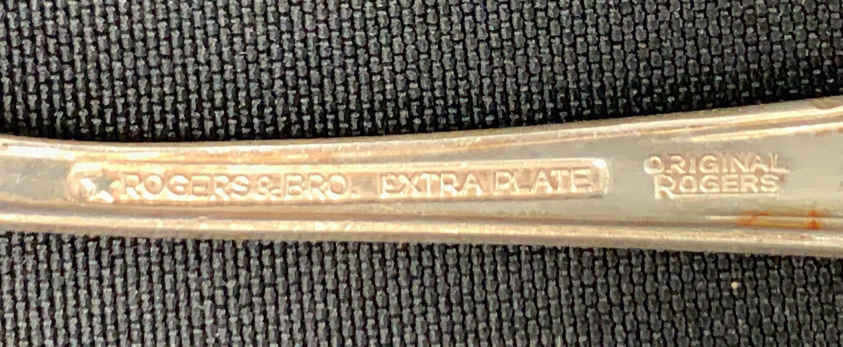 ★ ROGERS & BRO. EXTRA PLATE
ORIGINAL
ROGERS